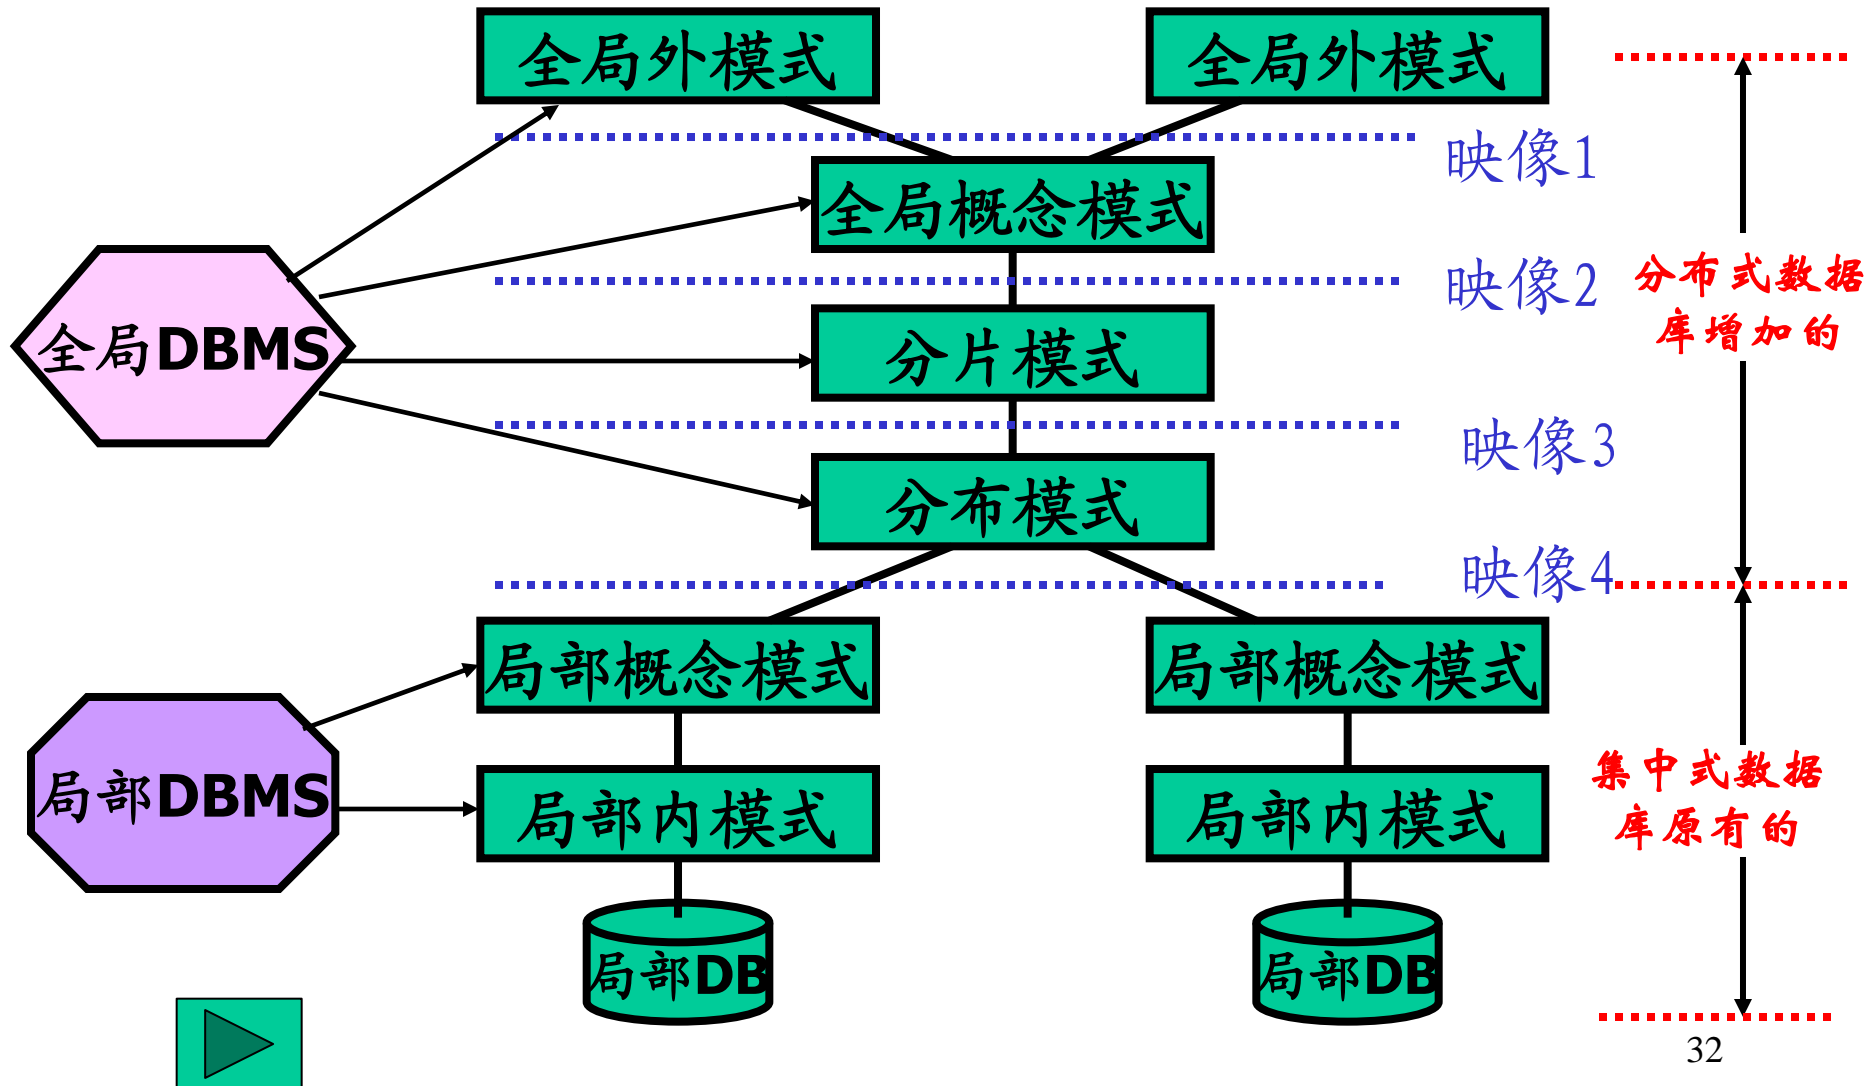 全局外模式
全局外模式
映像1
全局概念模式
映像2
分布式数据
库增加的
全局DBMS
分片模式
映像3
分布模式
映像4
局部概念模式
局部概念模式
局部DBMS
局部内模式
局部内模式
集中式数据
库原有的
局部DB
局部DB
32